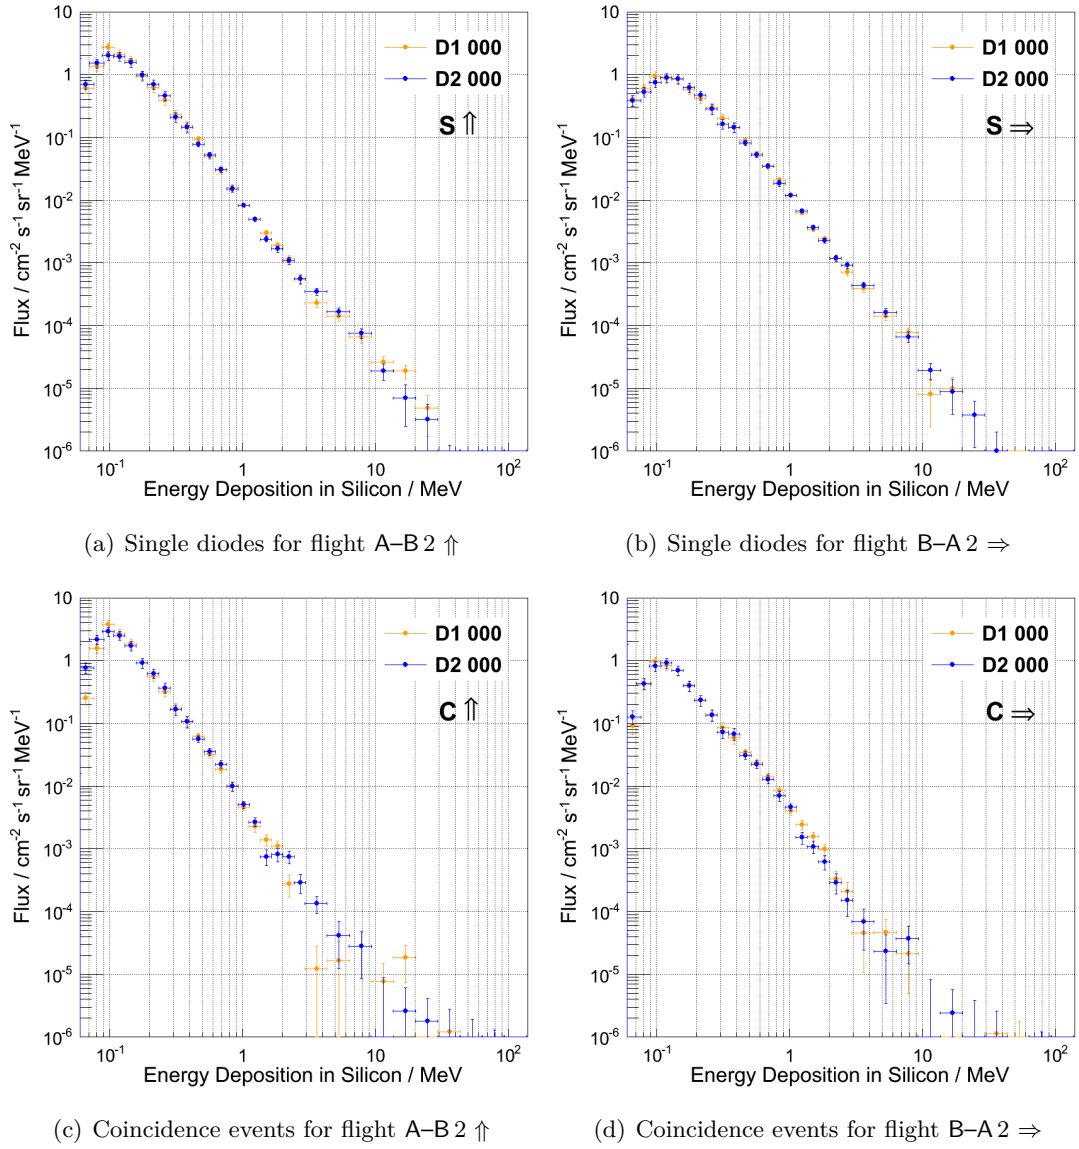 10
D1 000
D2 000
1
S ⇑
10⁻¹
10⁻²
10⁻³
10⁻⁴
10⁻⁵
10⁻⁶
Flux / cm⁻² s⁻¹ sr⁻¹ MeV⁻¹
10⁻¹ 1 10 10²
Energy Deposition in Silicon / MeV
(a) Single diodes for flight A–B 2 ⇑
10
D1 000
D2 000
1
S ⇒
10⁻¹
10⁻²
10⁻³
10⁻⁴
10⁻⁵
10⁻⁶
Flux / cm⁻² s⁻¹ sr⁻¹ MeV⁻¹
10⁻¹ 1 10 10²
Energy Deposition in Silicon / MeV
(b) Single diodes for flight B–A 2 ⇒
10
D1 000
D2 000
1
C ⇑
10⁻¹
10⁻²
10⁻³
10⁻⁴
10⁻⁵
10⁻⁶
Flux / cm⁻² s⁻¹ sr⁻¹ MeV⁻¹
10⁻¹ 1 10 10²
Energy Deposition in Silicon / MeV
(c) Coincidence events for flight A–B 2 ⇑
10
D1 000
D2 000
1
C ⇒
10⁻¹
10⁻²
10⁻³
10⁻⁴
10⁻⁵
10⁻⁶
Flux / cm⁻² s⁻¹ sr⁻¹ MeV⁻¹
10⁻¹ 1 10 10²
Energy Deposition in Silicon / MeV
(d) Coincidence events for flight B–A 2 ⇒